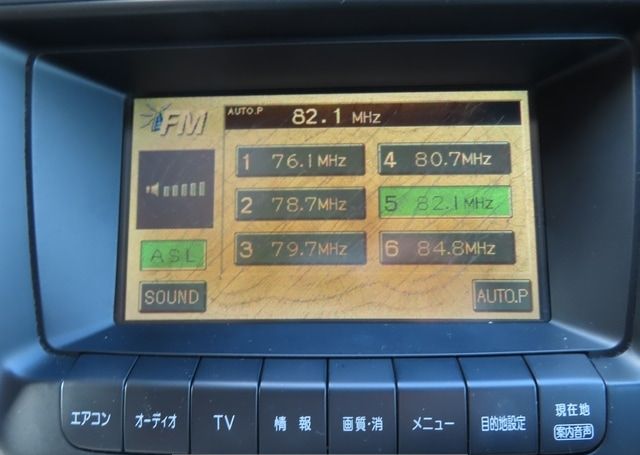 FM
AUTO.P 82.1 MHz
1 76.1MHz
4 80.7MHz
2 78.7MHz
5 82.1MHz
3 79.7MHz
6 84.8MHz
ASL
SOUND
AUTO.P
エアコン
オーディオ
TV
情報
画質・消
メニュー
目的地設定
現在地
案内音声